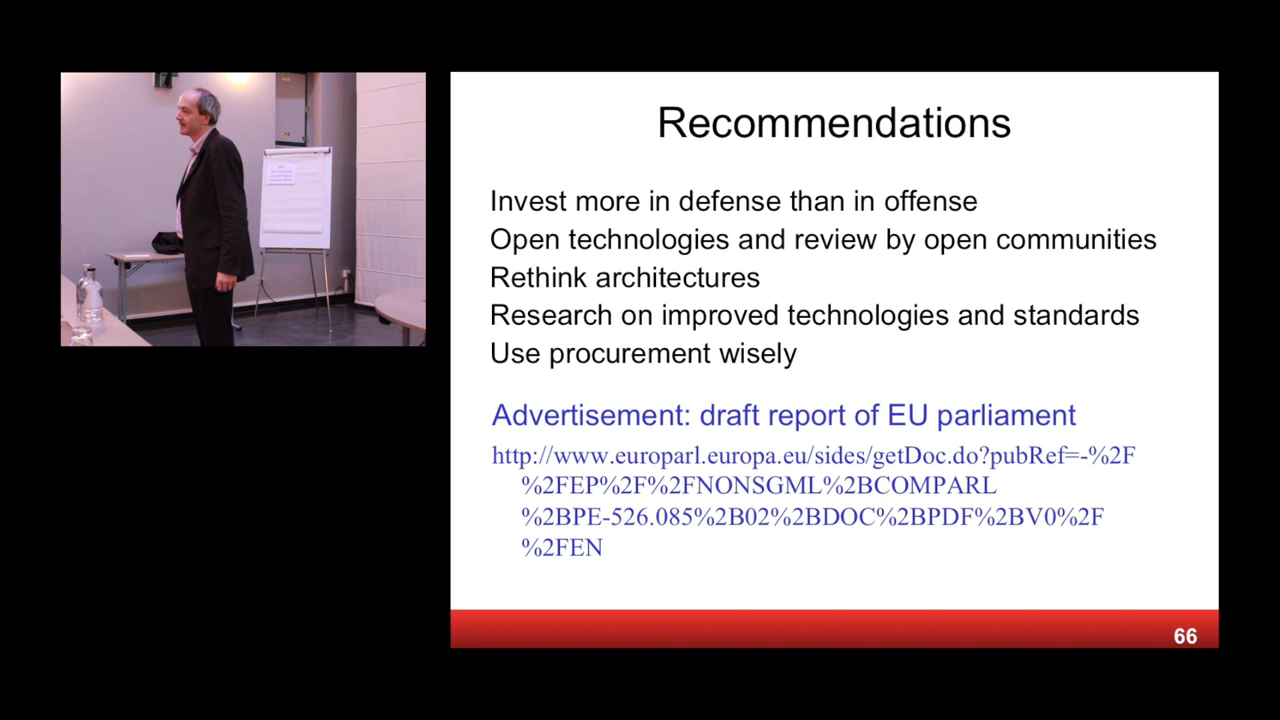 Recommendations
Invest more in defense than in offense
Open technologies and review by open communities
Rethink architectures
Research on improved technologies and standards
Use procurement wisely
Advertisement: draft report of EU parliament
http://www.europarl.europa.eu/sides/getDoc.do?pubRef=-%2F
%2FEP%2F%2FNONSGML%2BCOMPARL
%2BPE-526.085%2B02%2BDOC%2BPDF%2BV0%2F
%2FEN
66